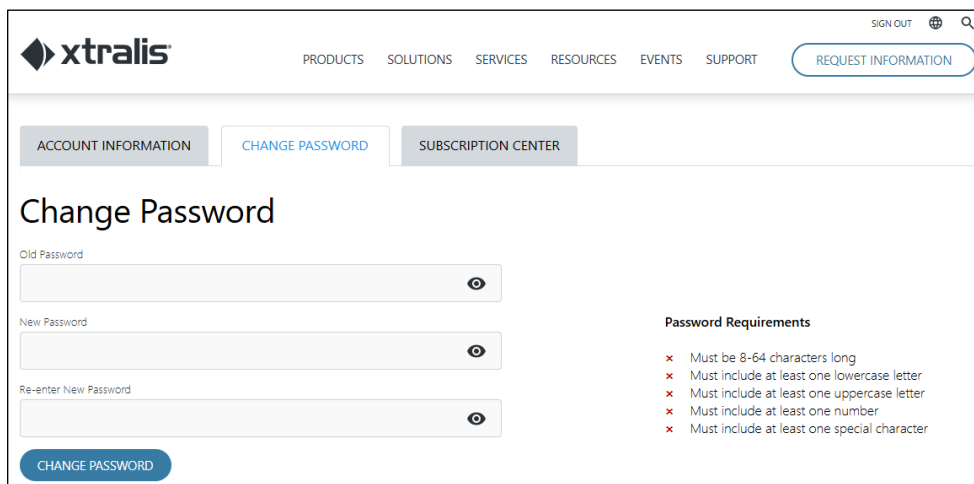 SIGN OUT
xtralis
PRODUCTS SOLUTIONS SERVICES RESOURCES EVENTS SUPPORT REQUEST INFORMATION
ACCOUNT INFORMATION CHANGE PASSWORD SUBSCRIPTION CENTER
Change Password
Old Password
New Password
Re-enter New Password
CHANGE PASSWORD
Password Requirements
Must be 8-64 characters long
Must include at least one lowercase letter
Must include at least one uppercase letter
Must include at least one number
Must include at least one special character